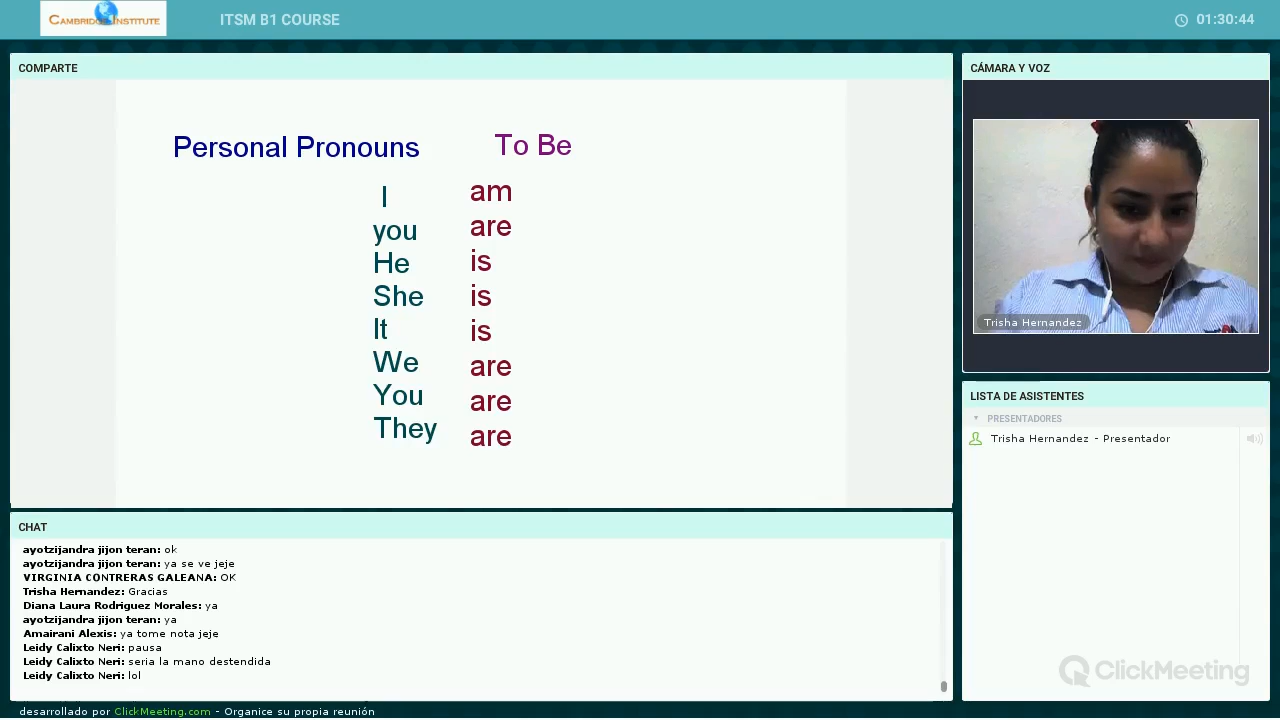 CAMBRIDGE INSTITUTE
ITSM B1 COURSE
01:30:44
COMPARTE
Personal Pronouns To Be
I am
you are
He is
She is
It is
We are
You are
They are
CÁMARA Y VOZ
Trisha Hernandez
LISTA DE ASISTENTES
PRESENTADORES
Trisha Hernandez - Presentador
CHAT
ayotzijandra jijon teran: ok
ayotzijandra jijon teran: ya se ve jeje
VIRGINIA CONTRERAS GALEANA: OK
Trisha Hernandez: Gracias
Diana Laura Rodriguez Morales: ya
ayotzijandra jijon teran: ya
Amairani Alexis: ya tome nota jeje
Leidy Calixto Neri: pausa
Leidy Calixto Neri: seria la mano destendida
Leidy Calixto Neri: lol
ClickMeeting
desarrollado por ClickMeeting.com - Organice su propia reunión